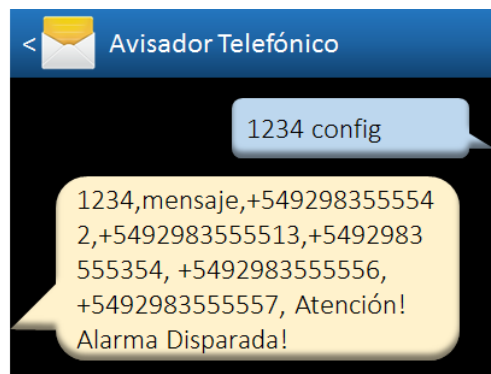 < Avisador Telefónico
1234 config
1234,mensaje,+549298355554
2,+5492983555513,+5492983
555354, +5492983555556,
+5492983555557, Atención!
Alarma Disparada!